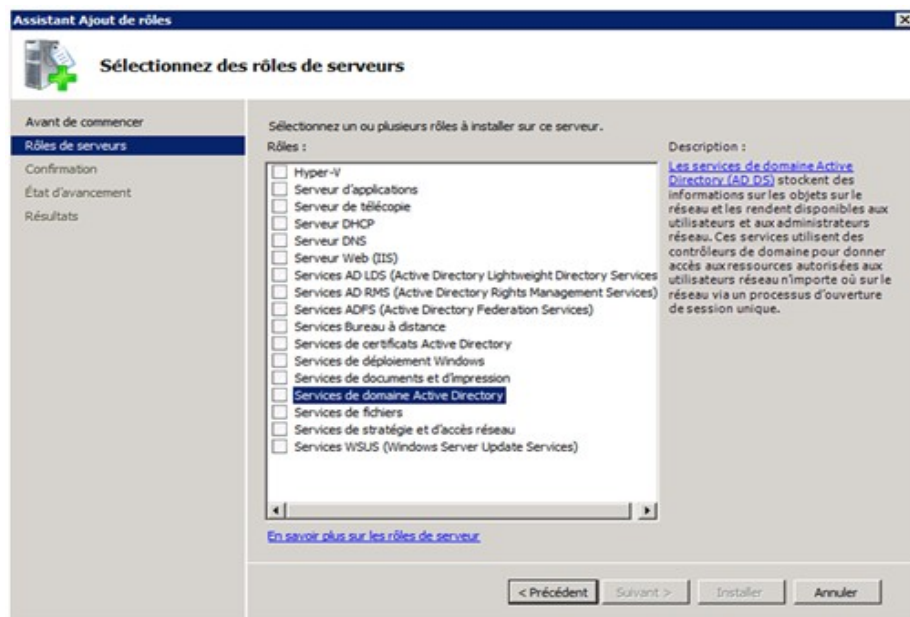 Assistant Ajout de rôles
Sélectionnez des rôles de serveurs
Avant de commencer
Rôles de serveurs
Confirmation
État d'avancement
Résultats
Sélectionnez un ou plusieurs rôles à installer sur ce serveur.
Rôles :
Hyper-V
Serveur d'applications
Serveur de télécopie
Serveur DHCP
Serveur DNS
Serveur Web (IIS)
Services AD LDS (Active Directory Lightweight Directory Services
Services AD RMS (Active Directory Rights Management Services)
Services ADFS (Active Directory Federation Services)
Services Bureau à distance
Services de certificats Active Directory
Services de déploiement Windows
Services de documents et d'impression
Services de domaine Active Directory
Services de fichiers
Services de stratégie et d'accès réseau
Services WSUS (Windows Server Update Services)
En savoir plus sur les rôles de serveur
Description :
Les services de domaine Active
Directory (AD DS) stockent des
informations sur les objets sur le
réseau et les rendent disponibles aux
utilisateurs et aux administrateurs
réseau. Ces services utilisent des
contrôleurs de domaine pour donner
accès aux ressources autorisées aux
utilisateurs réseau n'importe où sur le
réseau via un processus d'ouverture
de session unique.
< Précédent
Suivant >
Installer
Annuler